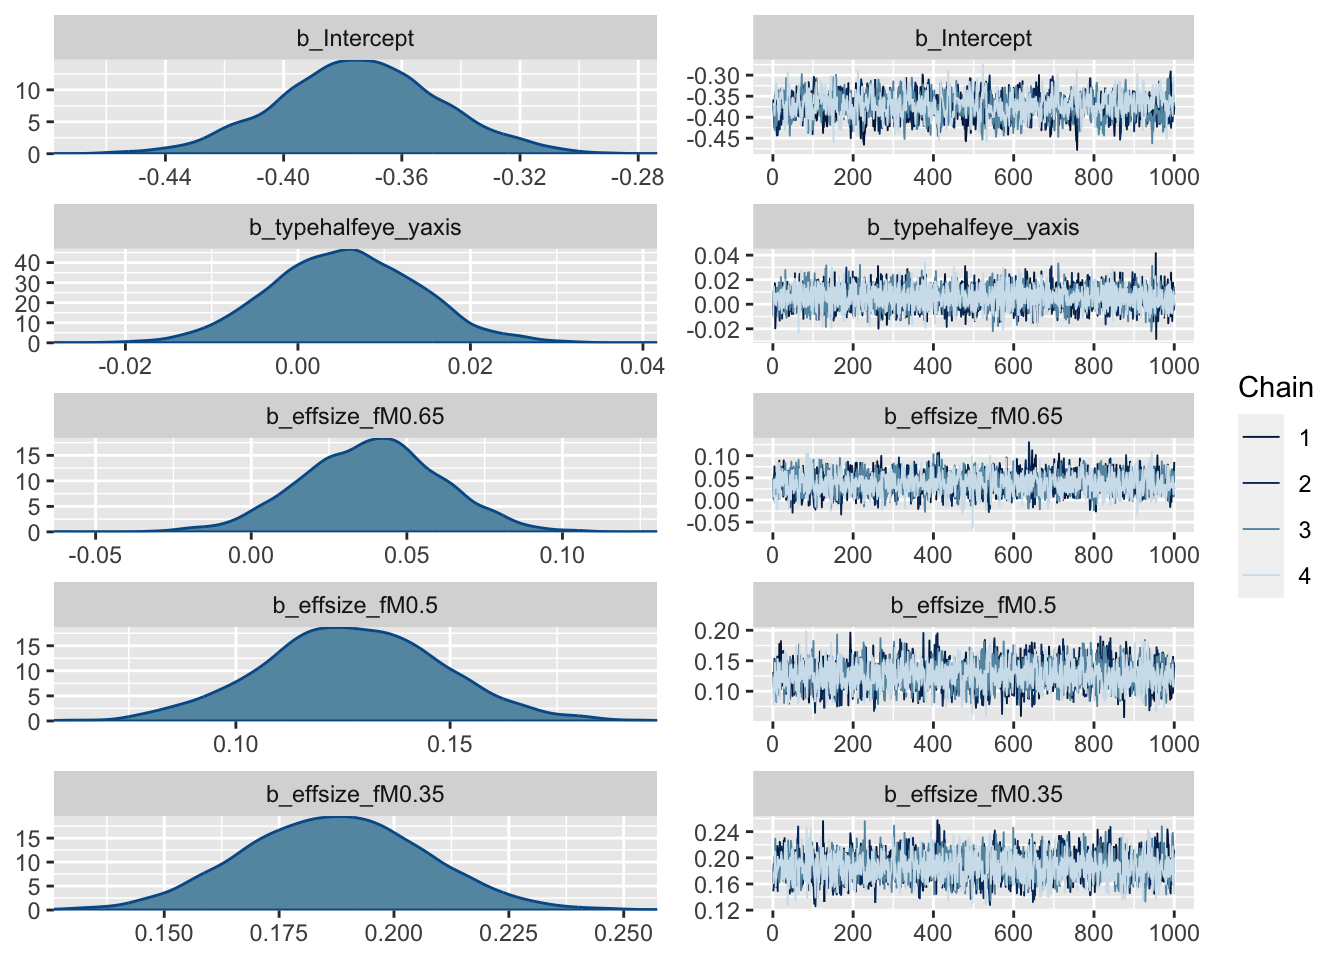 b_Intercept
10
5
0
-0.44 -0.40 -0.36 -0.32 -0.28
b_Intercept
-0.30
-0.35
-0.40
-0.45
0 200 400 600 800 1000
b_typehalfeye_yaxis
40
30
20
10
0
-0.02 0.00 0.02 0.04
b_typehalfeye_yaxis
0.04
0.02
0.00
-0.02
0 200 400 600 800 1000
b_effsize_fM0.65
15
10
5
0
-0.05 0.00 0.05 0.10
b_effsize_fM0.65
0.10
0.05
0.00
-0.05
0 200 400 600 800 1000
b_effsize_fM0.5
15
10
5
0
0.10 0.15
b_effsize_fM0.5
0.20
0.15
0.10
0 200 400 600 800 1000
b_effsize_fM0.35
15
10
5
0
0.150 0.175 0.200 0.225 0.250
b_effsize_fM0.35
0.24
0.20
0.16
0.12
0 200 400 600 800 1000
Chain
1
2
3
4